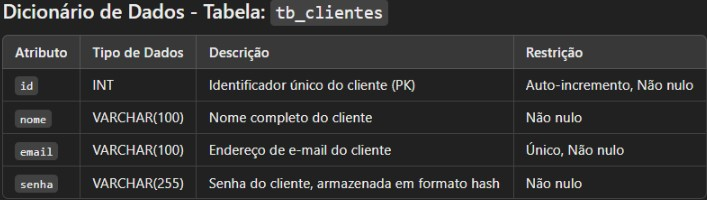 Dicionário de Dados - Tabela: tb_clientes
Atributo Tipo de Dados Descrição Restrição
id INT Identificador único do cliente (PK) Auto-incremento, Não nulo
nome VARCHAR(100) Nome completo do cliente Não nulo
email VARCHAR(100) Endereço de e-mail do cliente Único, Não nulo
senha VARCHAR(255) Senha do cliente, armazenada em formato hash Não nulo